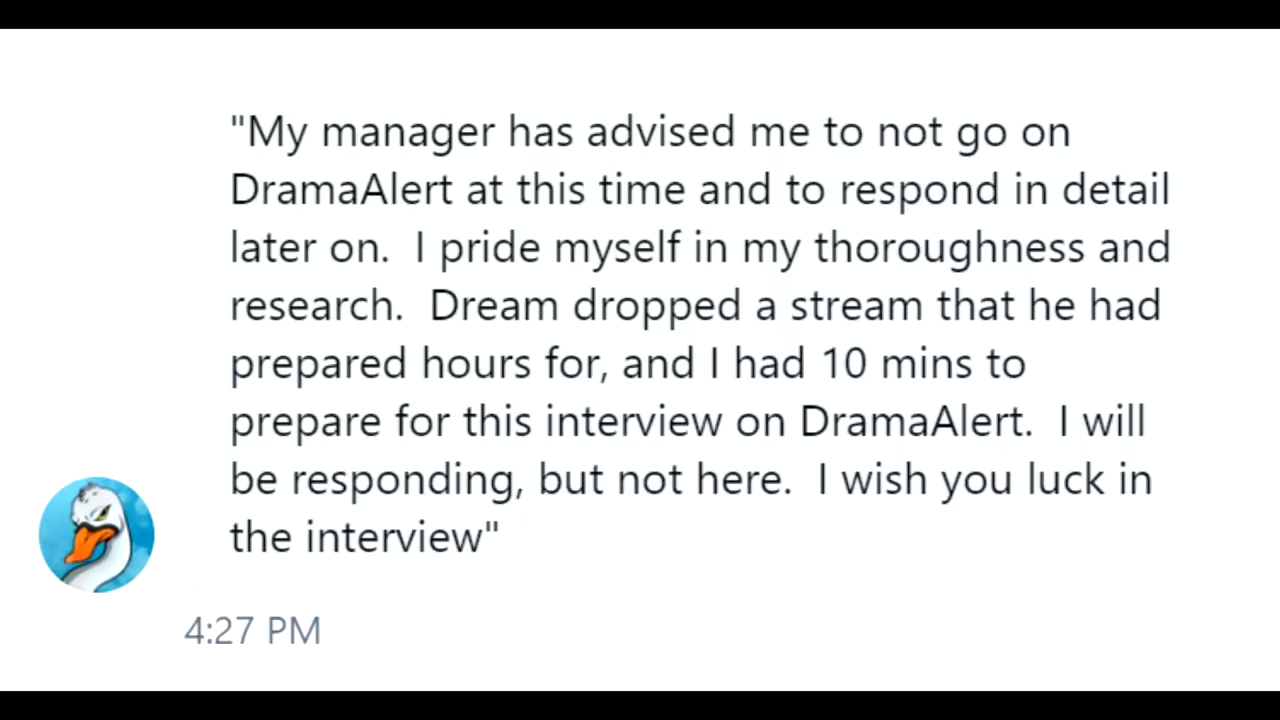 "My manager has advised me to not go on
DramaAlert at this time and to respond in detail
later on.  I pride myself in my thoroughness and
research.  Dream dropped a stream that he had
prepared hours for, and I had 10 mins to
prepare for this interview on DramaAlert.  I will
be responding, but not here.  I wish you luck in
the interview"
4:27 PM